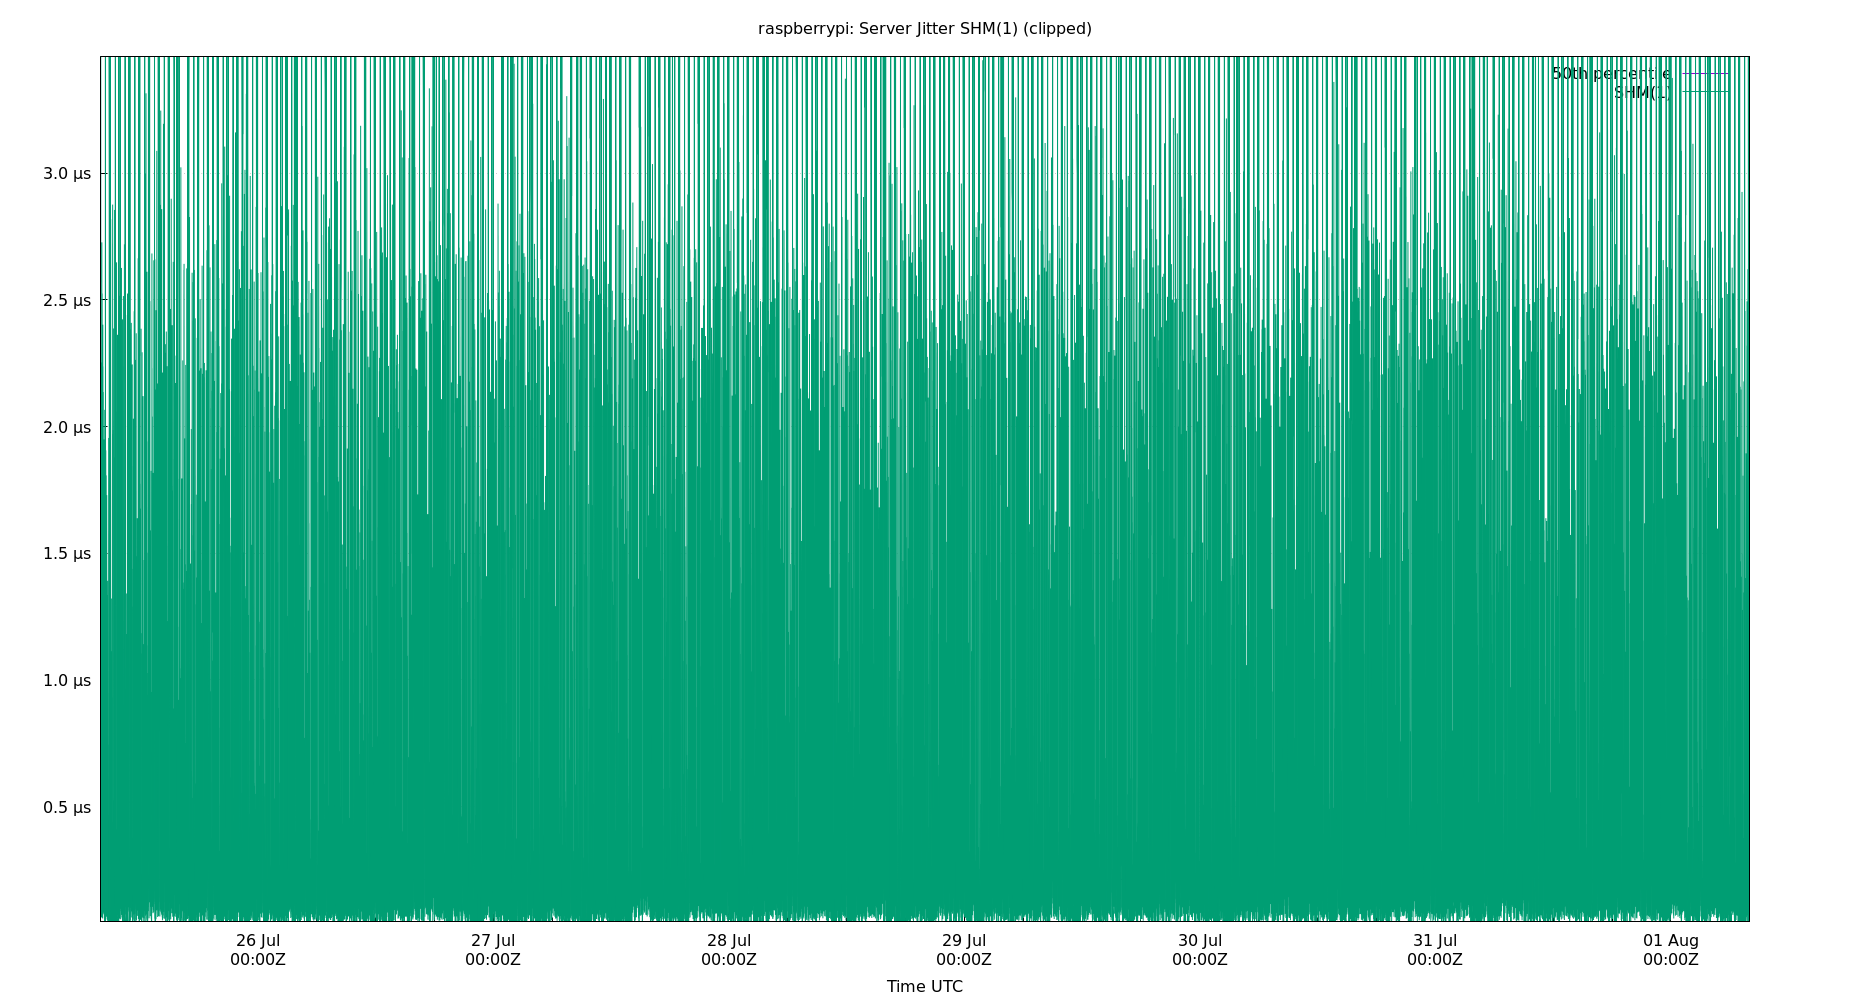 raspberrypi: Server Jitter SHM(1) (clipped)
50th percentile
SHM(1)
3.0 µs
2.5 µs
2.0 µs
1.5 µs
1.0 µs
0.5 µs
26 Jul 27 Jul 28 Jul 29 Jul 30 Jul 31 Jul 01 Aug
00:00Z 00:00Z 00:00Z 00:00Z 00:00Z 00:00Z 00:00Z
Time UTC